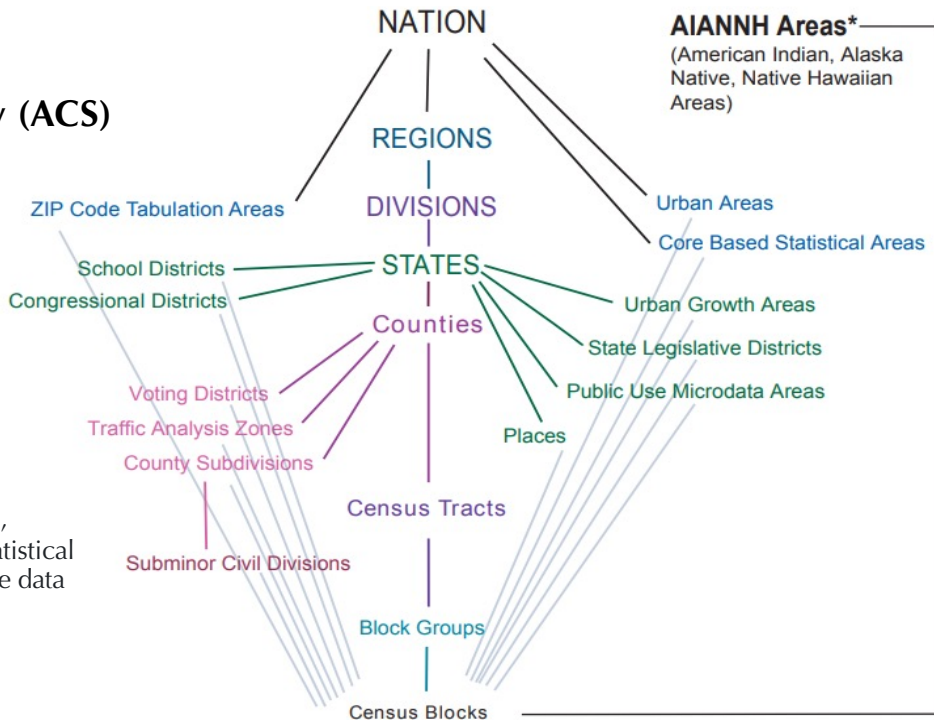 NATION
AIANNH Areas*
(American Indian, Alaska
Native, Native Hawaiian
Areas)
(ACS)
REGIONS
ZIP Code Tabulation Areas
DIVISIONS
Urban Areas
Core Based Statistical Areas
School Districts
STATES
Congressional Districts
Urban Growth Areas
Counties
State Legislative Districts
Voting Districts
Public Use Microdata Areas
Traffic Analysis Zones
Places
County Subdivisions
Census Tracts
Subminor Civil Divisions
data
Block Groups
Census Blocks